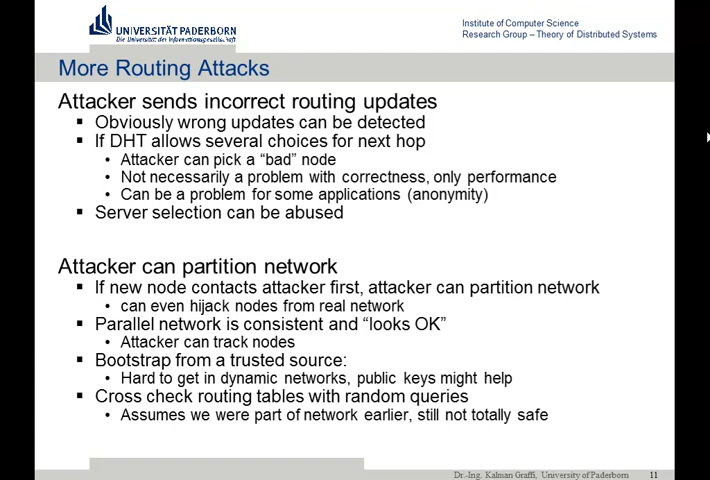 UNIVERSITÄT PADERBORN
Die Universität der Informationsgesellschaft
Institute of Computer Science
Research Group – Theory of Distributed Systems
More Routing Attacks
Attacker sends incorrect routing updates
▪ Obviously wrong updates can be detected
▪ If DHT allows several choices for next hop
• Attacker can pick a “bad” node
• Not necessarily a problem with correctness, only performance
• Can be a problem for some applications (anonymity)
▪ Server selection can be abused
Attacker can partition network
▪ If new node contacts attacker first, attacker can partition network
• can even hijack nodes from real network
▪ Parallel network is consistent and “looks OK”
• Attacker can track nodes
▪ Bootstrap from a trusted source:
• Hard to get in dynamic networks, public keys might help
▪ Cross check routing tables with random queries
• Assumes we were part of network earlier, still not totally safe
Dr.-Ing. Kalman Graffi, University of Paderborn 11